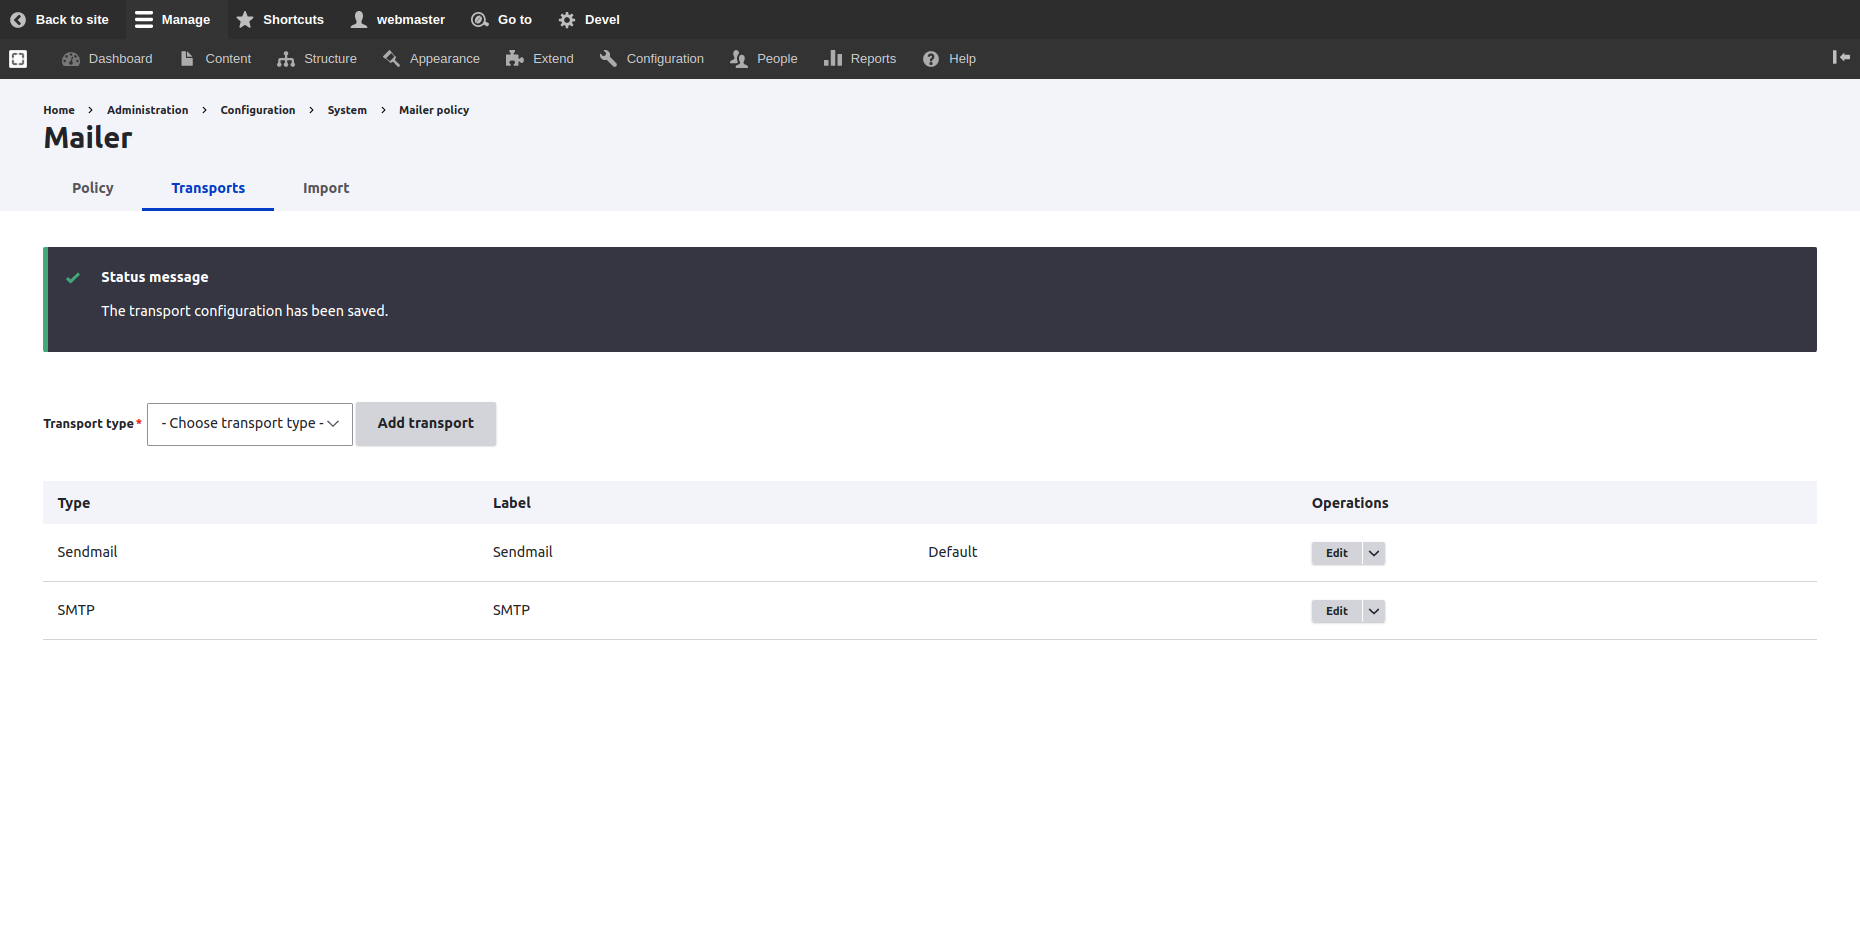 Back to site Manage Shortcuts webmaster Go to Devel
Dashboard Content Structure Appearance Extend Configuration People Reports Help
Home > Administration > Configuration > System > Mailer policy
Mailer
Policy Transports Import
Status message
The transport configuration has been saved.
Transport type* - Choose transport type - Add transport
Type Label Operations
Sendmail Sendmail Default Edit
SMTP SMTP Edit